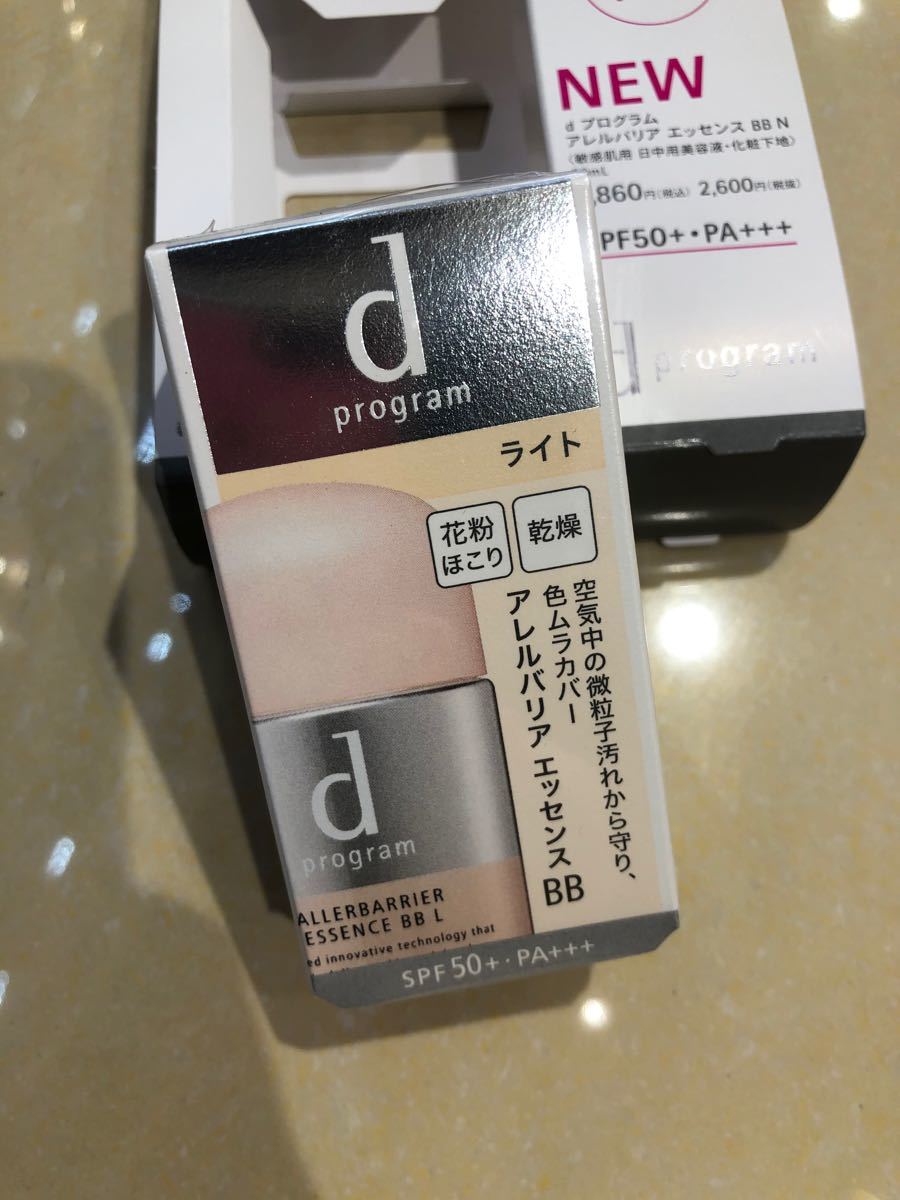 NEW
d プログラム
アレルバリア エッセンス BB N
〈敏感肌用 日中用美容液・化粧下地〉
mL
,860円(税込) 2,600円(税抜)
PF50+・PA+++
d program
d
program
ライト
花粉
ほこり
乾燥
空気中の微粒子汚れから守り、
色ムラカバー
アレルバリア エッセンス BB
d
program
ALLERBARRIER
ESSENCE BB L
ed innovative technology that
SPF50+・PA+++